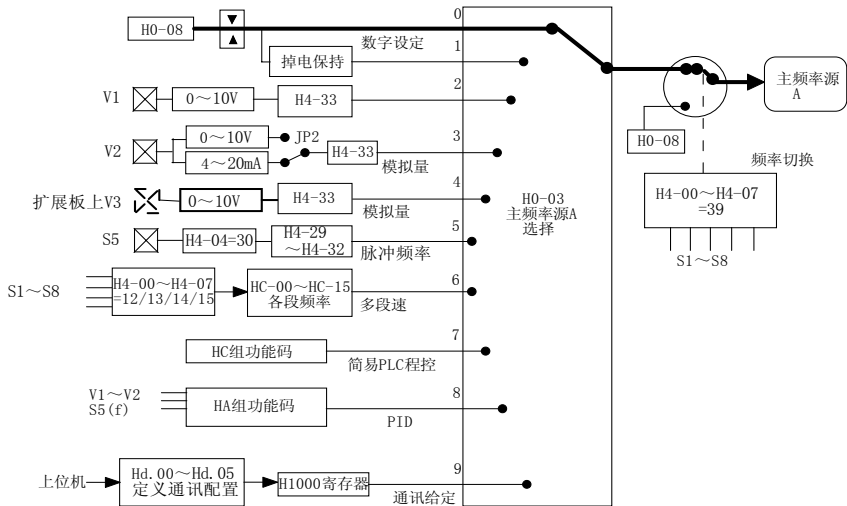 H0-08
0
数字设定
掉电保持
1
V1
0～10V
H4-33
2
V2
0～10V
4～20mA
JP2
H4-33
3
模拟量
扩展板上V3
0～10V
H4-33
4
模拟量
S5
H4-04=30
H4-29
～H4-32
5
脉冲频率
S1～S8
H4-00～H4-07
=12/13/14/15
HC-00～HC-15
各段频率
6
多段速
HC组功能码
7
简易PLC程控
V1～V2
S5(f)
HA组功能码
8
PID
上位机
Hd.00～Hd.05
定义通讯配置
H1000寄存器
9
通讯给定
H0-03
主频率源A
选择
主频率源
A
H0-08
频率切换
H4-00～H4-07
=39
S1～S8